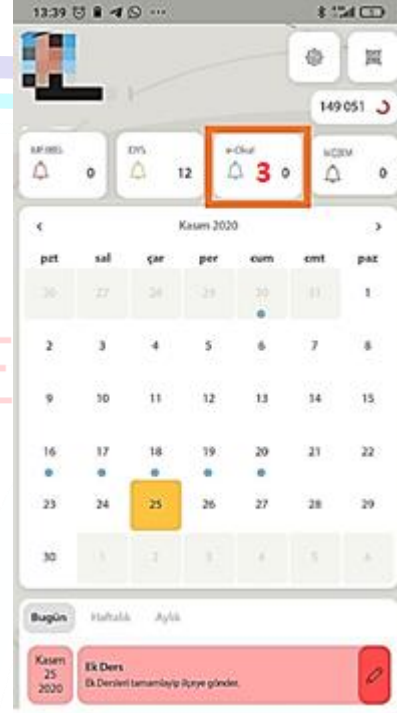 13:39
149 051
MEBBİS
DYS
e-Okul
0
12
3
0
0
Kasım 2020
pzt sal çar per cum cmt paz
26 27 28 29 30 31 1
2 3 4 5 6 7 8
9 10 11 12 13 14 15
16 17 18 19 20 21 22
23 24 25 26 27 28 29
30 1 2 3 4 5 6
Bugün Haftalık Aylık
Kasım
25
2020
Ek Ders
Ek Dersleri tamamlayıp ilçeye gönder.